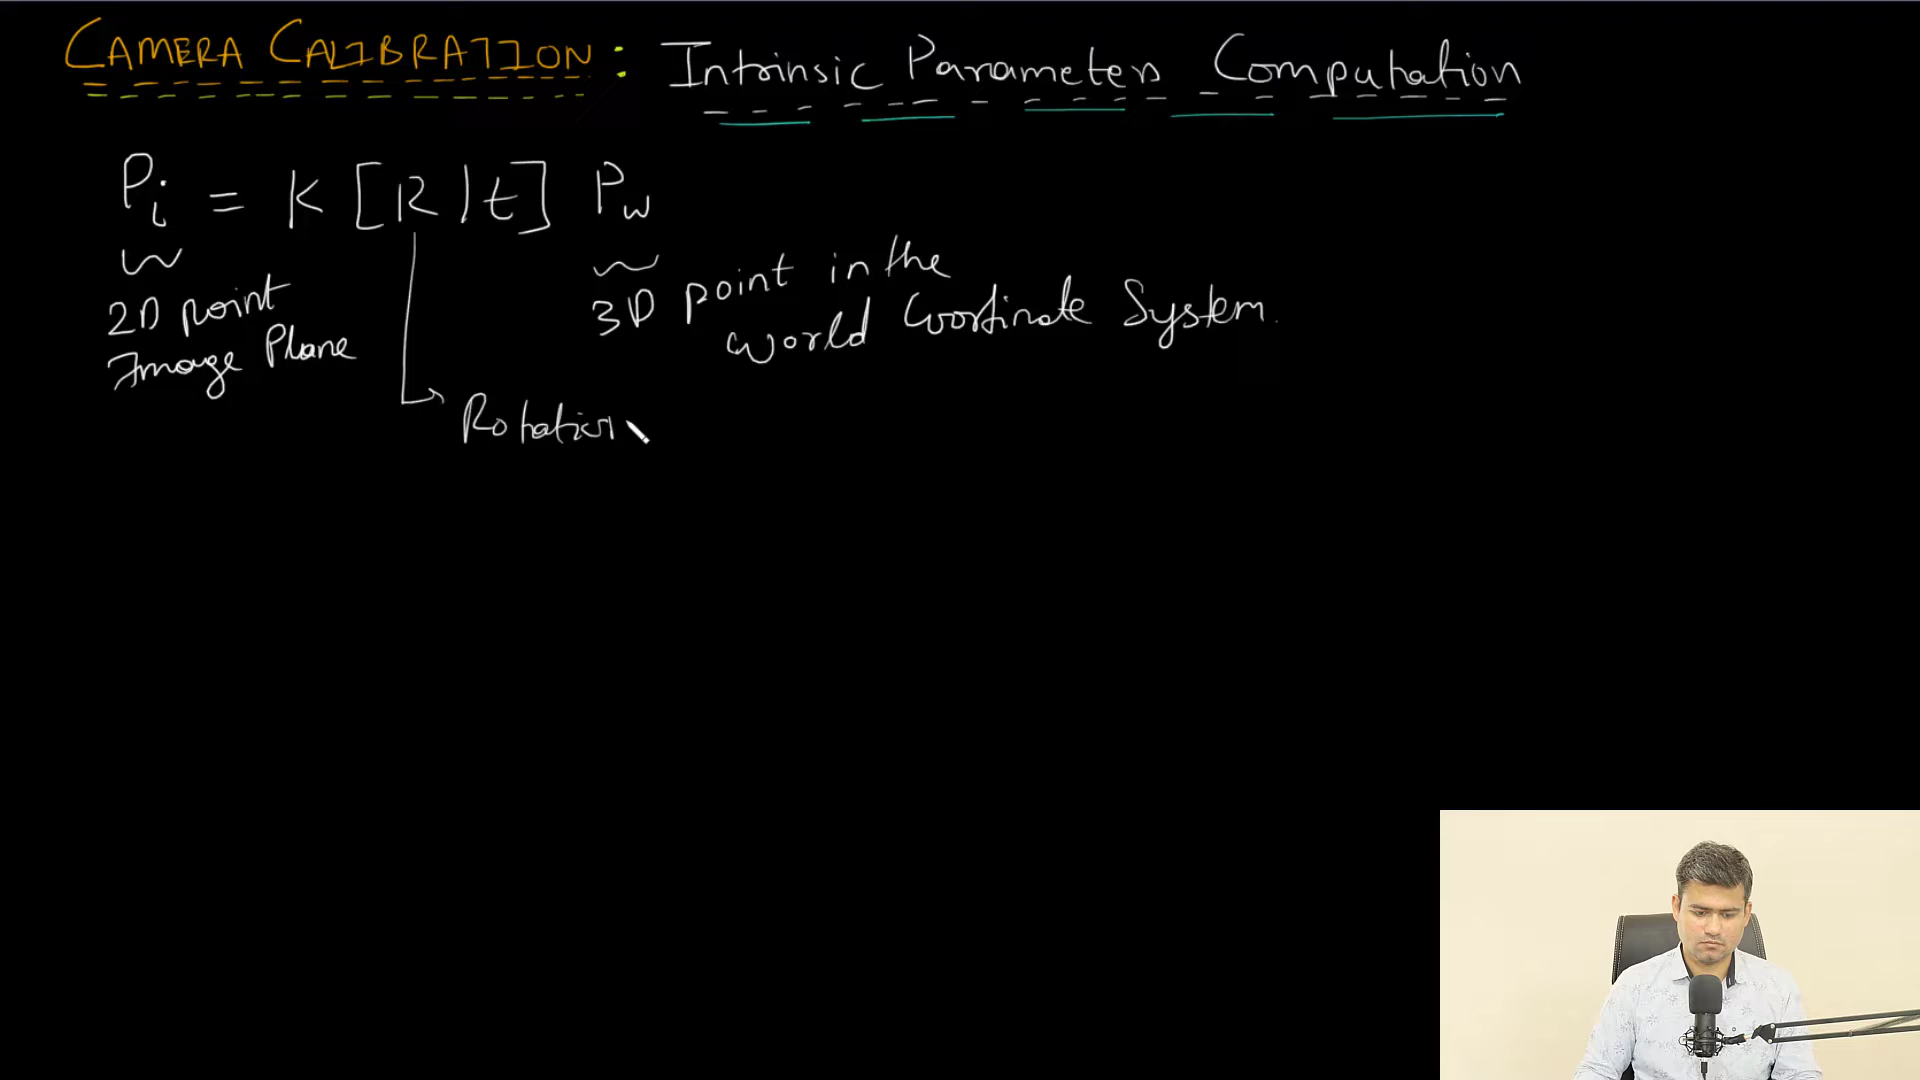 CAMERA CALIBRATION: Intrinsic Parameters Computation
Pi = K [R|t] Pw
2D point
Image Plane
3D point in the
world Coordinate System.
Rotation